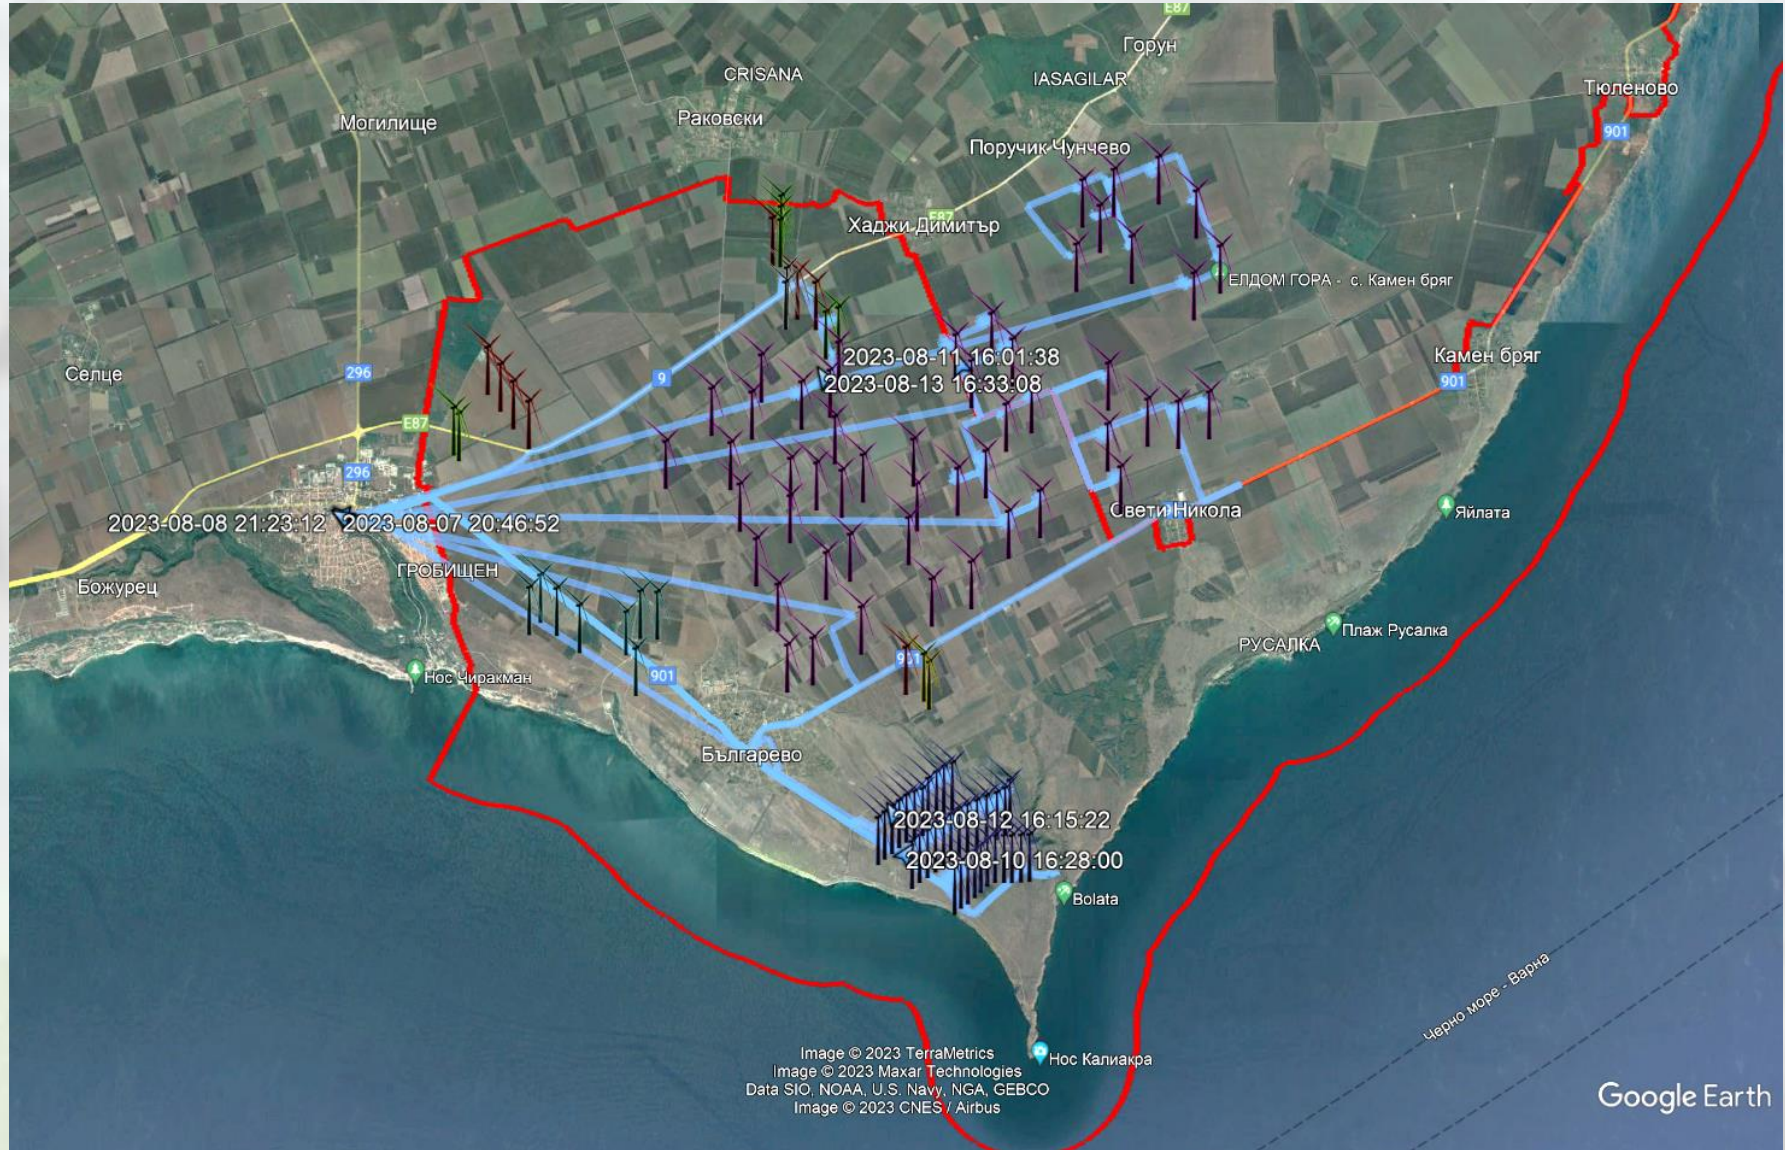 E87
Горун
CRISANA
IASAGILAR
Тюленово
Могилище
Раковски
901
Поручик Чунчево
E87
Хаджи Димитър
ЕЛДОМ ГОРА - с. Камен бряг
2023-08-11 16:01:38
Камен бряг
Селце
296
9
2023-08-13 16:33:08
901
E87
296
Свети Никола
Яйлата
2023-08-08 21:23:12
2023-08-07 20:46:52
ГРОБИЩЕН
Божурец
Плаж Русалка
РУСАЛКА
901
Нос Чиракман
901
Българево
2023-08-12 16:15:22
2023-08-10 16:28:00
Bolata
Черно море - Варна
Нос Калиакра
Image © 2023 TerraMetrics
Image © 2023 Maxar Technologies
Data SIO, NOAA, U.S. Navy, NGA, GEBCO
Image © 2023 CNES / Airbus
Google Earth